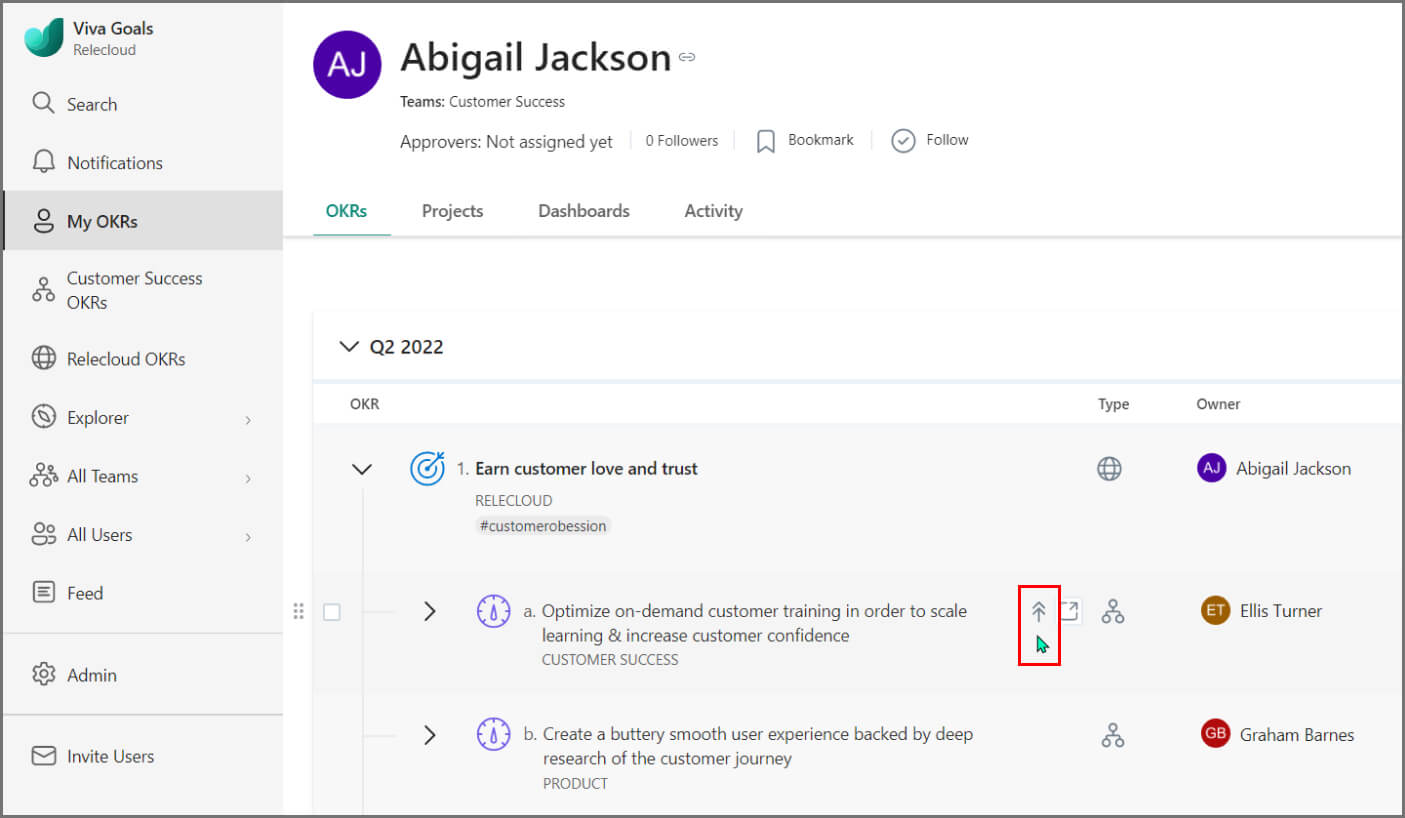 Viva Goals
Relecloud
Search
Notifications
My OKRs
Customer Success
OKRs
Relecloud OKRs
Explorer
All Teams
All Users
Feed
Admin
Invite Users
AJ
Abigail Jackson
Teams: Customer Success
Approvers: Not assigned yet
0 Followers
Bookmark
Follow
OKRs
Projects
Dashboards
Activity
Q2 2022
OKR
Type
Owner
1. Earn customer love and trust
RELECLOUD
#customerobession
AJ
Abigail Jackson
a. Optimize on-demand customer training in order to scale
learning & increase customer confidence
CUSTOMER SUCCESS
ET
Ellis Turner
b. Create a buttery smooth user experience backed by deep
research of the customer journey
PRODUCT
GB
Graham Barnes